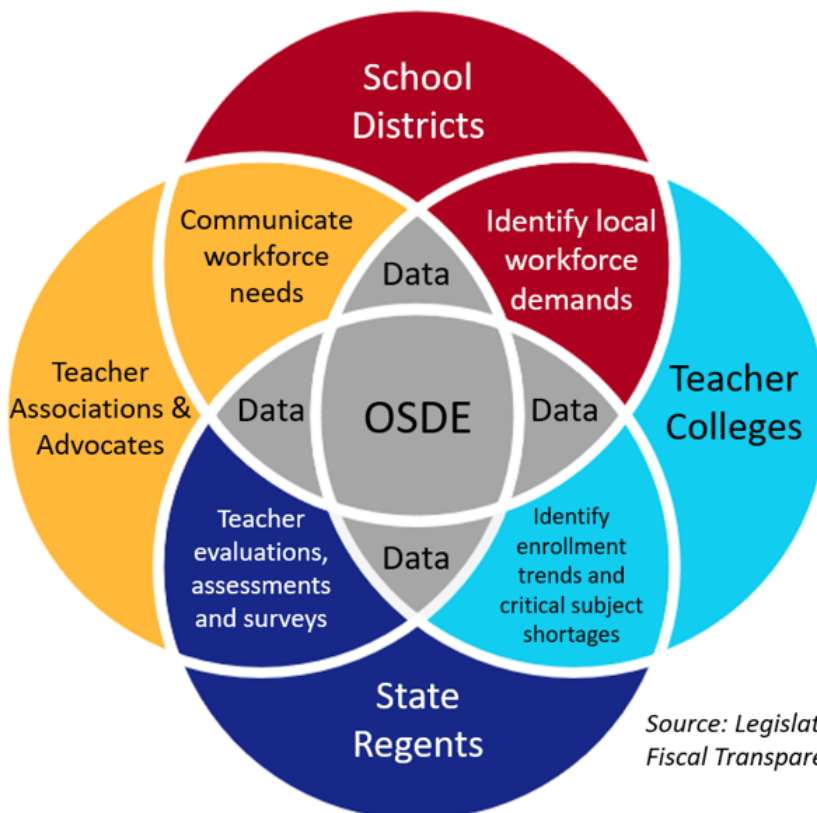 School
Districts
Communicate
workforce
needs
Identify local
workforce
demands
Data
Teacher
Associations &
Advocates
Data
OSDE
Data
Teacher
Colleges
Teacher
evaluations,
assessments
and surveys
Data
Identify
enrollment
trends and
critical subject
shortages
State
Regents
Source: Legislat
Fiscal Transpare